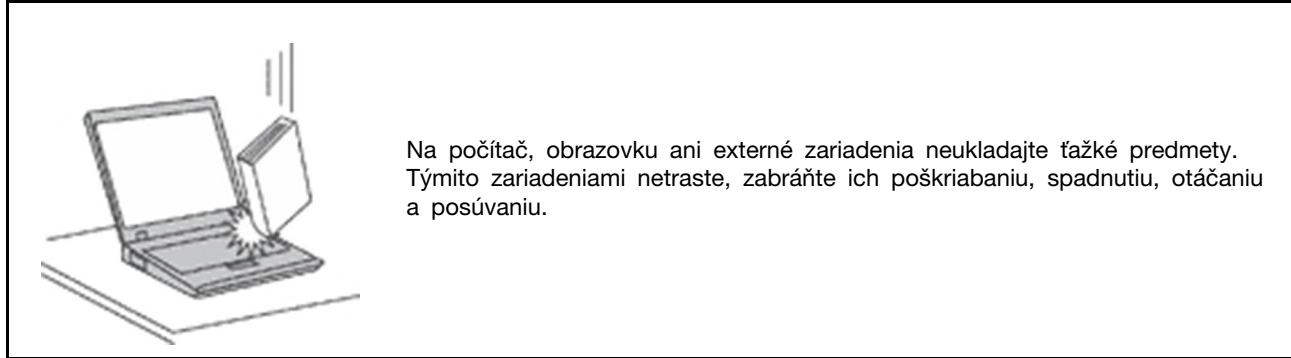 Na počítač, obrazovku ani externé zariadenia neukladajte ťažké predmety.
Týmito zariadeniami netraste, zabráňte ich poškriabaniu, spadnutiu, otáčaniu
a posúvaniu.